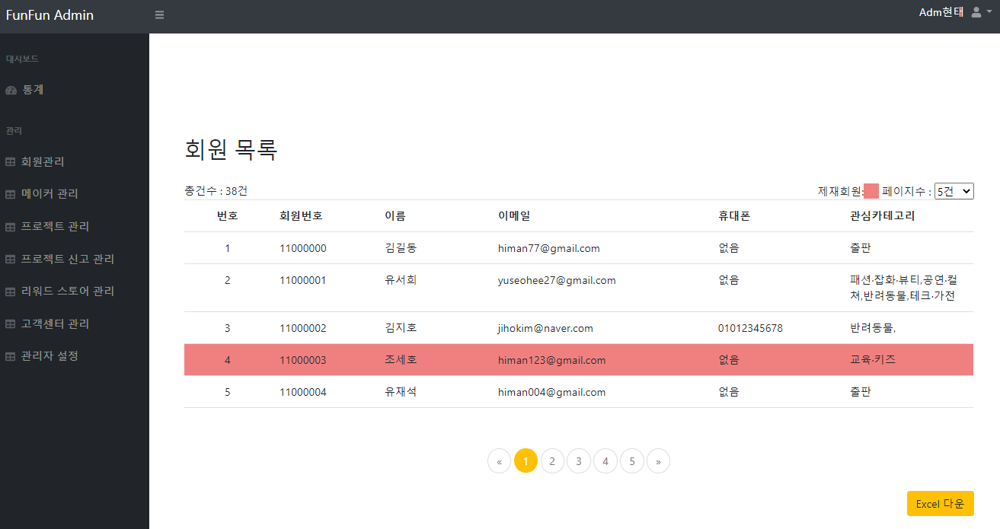 FunFun Admin
Adm현태
대시보드
통계
관리
회원관리
메이커 관리
프로젝트 관리
프로젝트 신고 관리
리워드 스토어 관리
고객센터 관리
관리자 설정
회원 목록
총건수 : 38건
제재회원: 페이지수 : 5건
번호 회원번호 이름 이메일 휴대폰 관심카테고리
1 11000000 김길동 himan77@gmail.com 없음 출판
2 11000001 유서희 yuseohee27@gmail.com 없음 패션·잡화·뷰티,공연·컬
쳐,반려동물,테크·가전
3 11000002 김지호 jihokim@naver.com 01012345678 반려동물,
4 11000003 조세호 himan123@gmail.com 없음 교육·키즈
5 11000004 유재석 himan004@gmail.com 없음 출판
« 1 2 3 4 5 »
Excel 다운